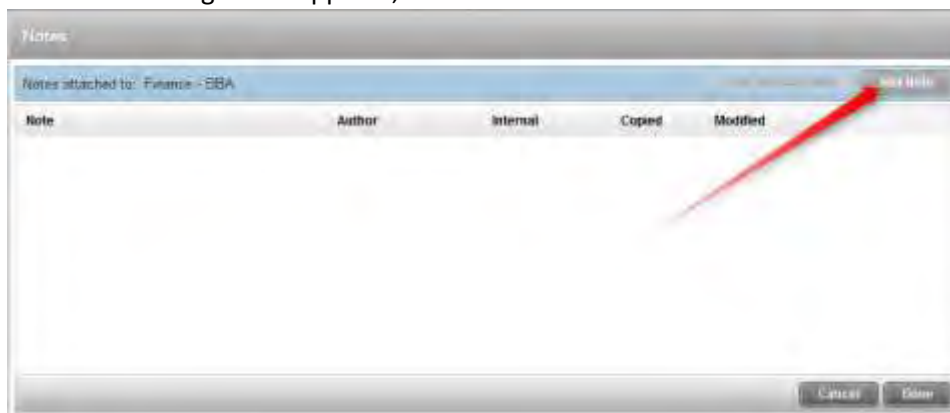 Notes
Notes attached to: Finance - BBA Add Note
Note Author Internal Copied Modified
Cancel Done